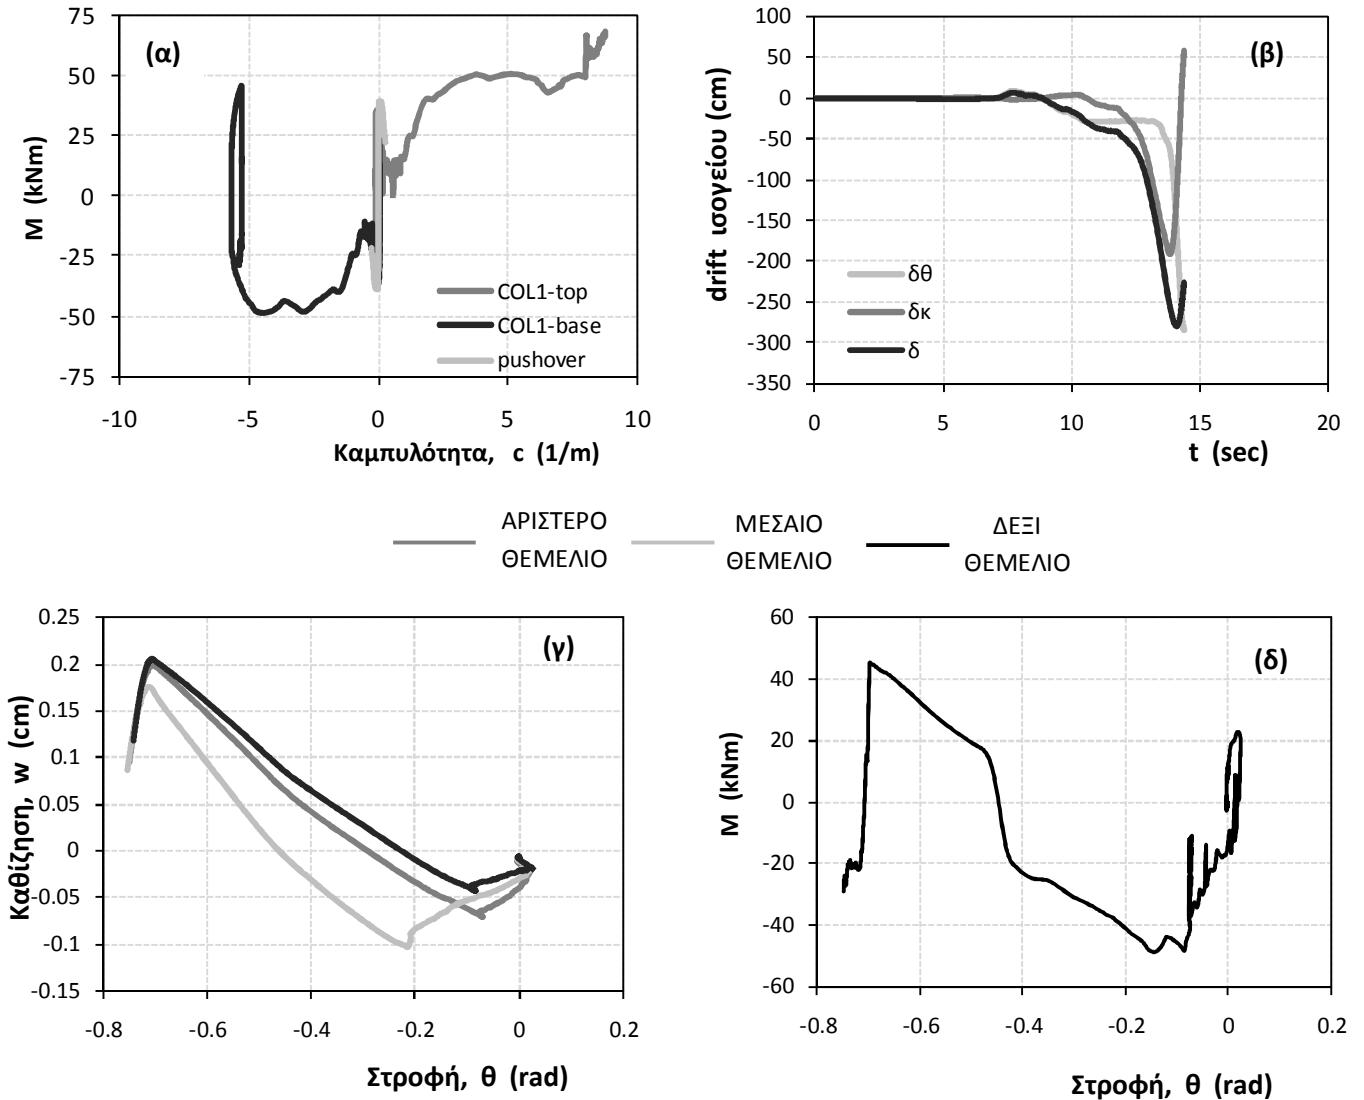 (α)
75
50
25
0
-25
-50
-75
M (kNm)
COL1-top
COL1-base
pushover
-10
-5
0
5
10
Καμπυλότητα, c (1/m)
(β)
100
50
0
-50
-100
-150
-200
-250
-300
-350
drift ισογείου (cm)
δθ
δκ
δ
0
5
10
15
20
t (sec)
ΑΡΙΣΤΕΡΟ
ΘΕΜΕΛΙΟ
ΜΕΣΑΙΟ
ΘΕΜΕΛΙΟ
ΔΕΞΙ
ΘΕΜΕΛΙΟ
(γ)
0.25
0.2
0.15
0.1
0.05
0
-0.05
-0.1
-0.15
Καθίζηση, w (cm)
-0.8
-0.6
-0.4
-0.2
0
0.2
Στροφή, θ (rad)
(δ)
60
40
20
0
-20
-40
-60
M (kNm)
-0.8
-0.6
-0.4
-0.2
0
0.2
Στροφή, θ (rad)